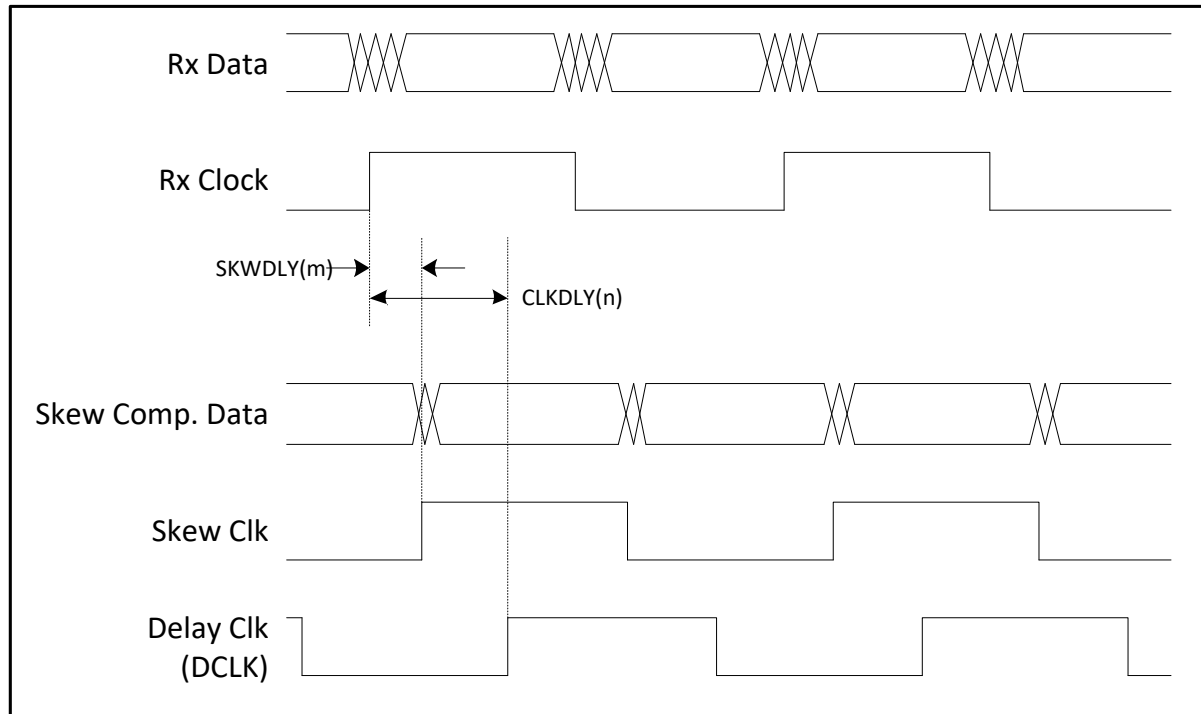 Rx Data
Rx Clock
SKWDLY(m)
CLKDLY(n)
Skew Comp. Data
Skew Clk
Delay Clk
(DCLK)